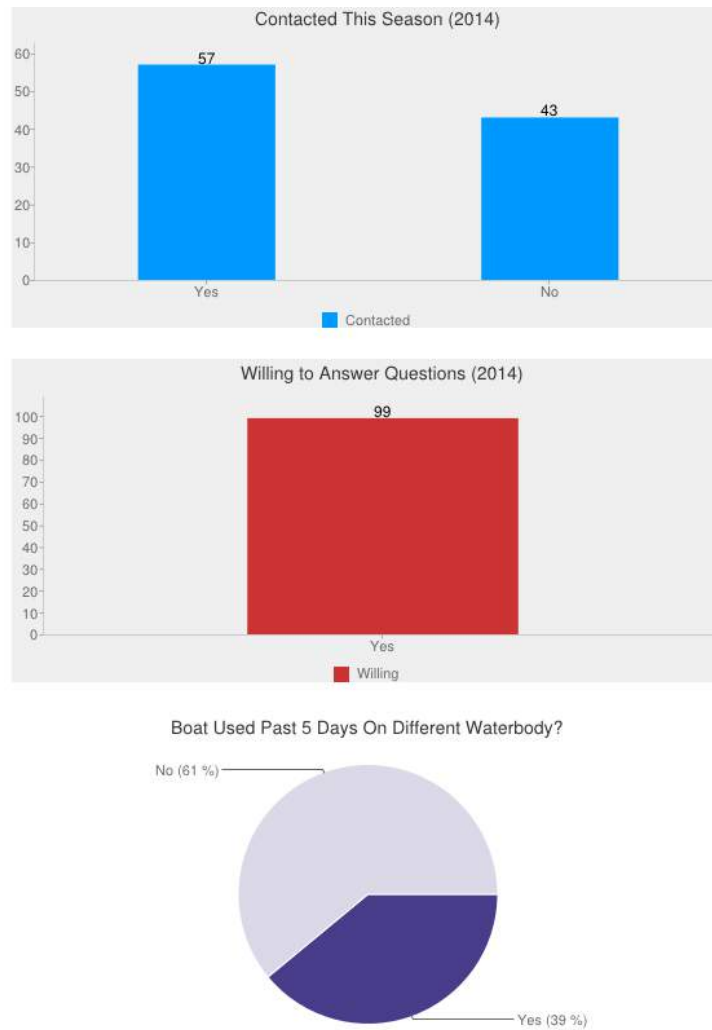 Contacted This Season (2014)
60
57
50
43
40
30
20
10
0
Yes
No
Contacted
Willing to Answer Questions (2014)
99
100
90
80
70
60
50
40
30
20
10
0
Yes
Willing
Boat Used Past 5 Days On Different Waterbody?
No (61 %)
Yes (39 %)